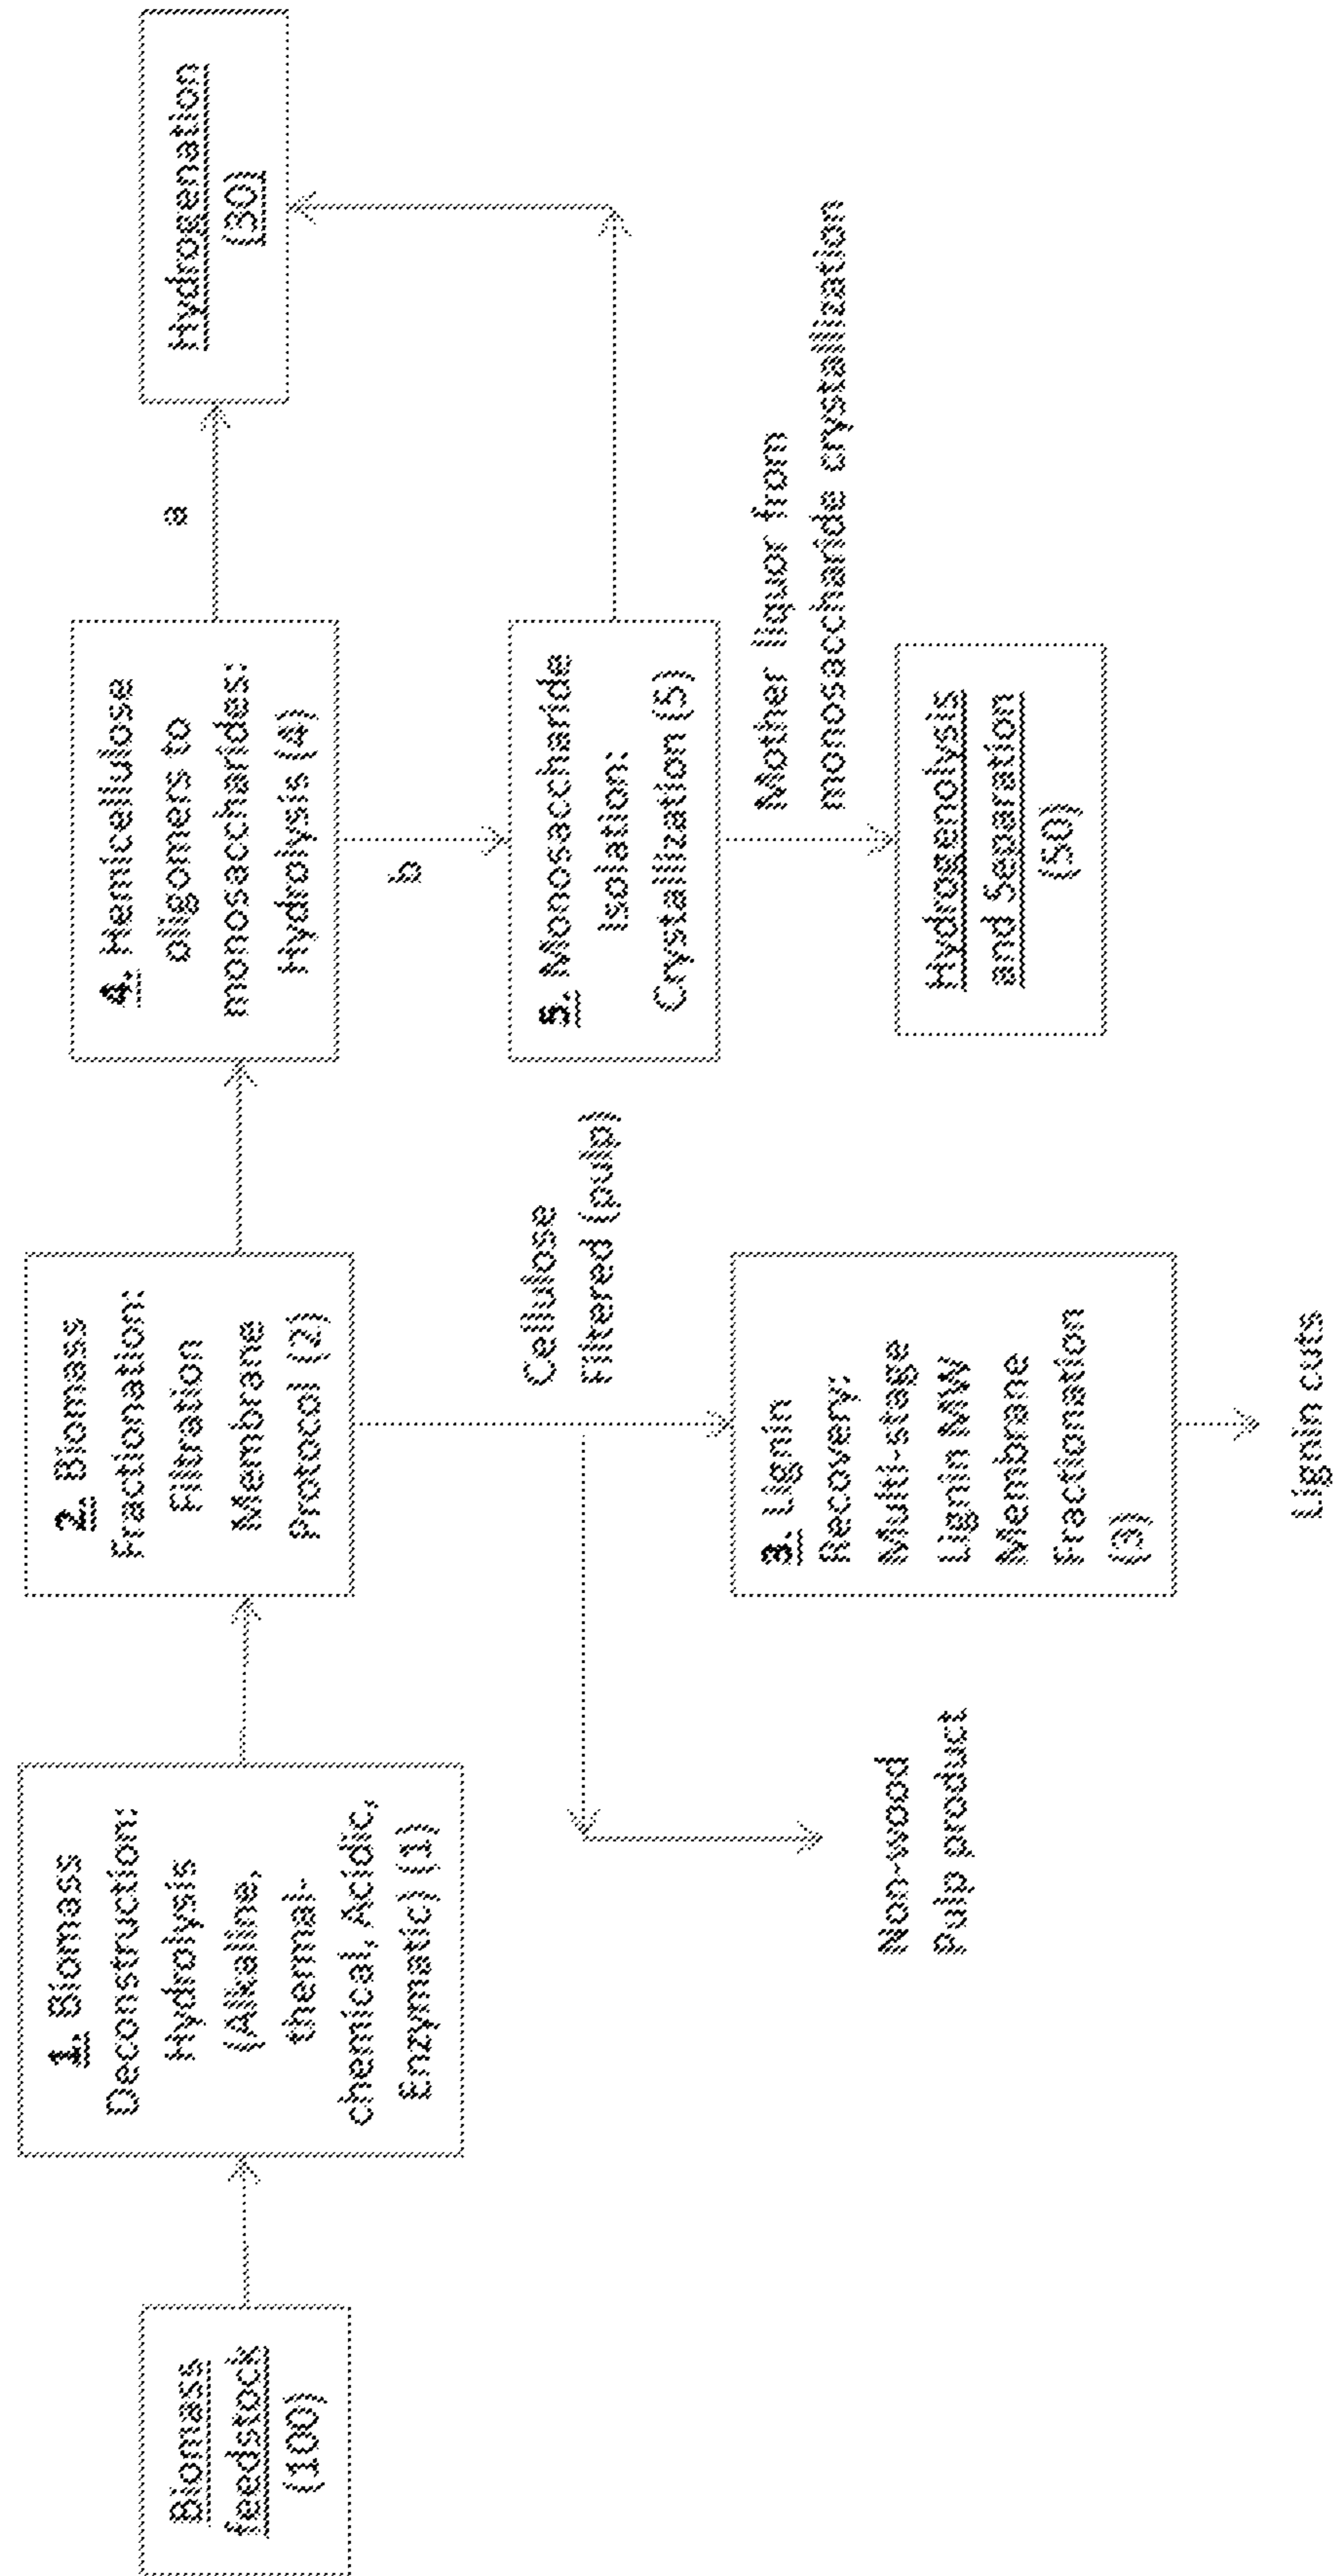 Biomass
feedstock
(100)
1. Biomass
Deconstruction:
Hydrolysis
(Alkaline,
thermal-
chemical, Acidic,
Enzymatic) (1)
2. Biomass
Fractionation:
Filtration
Membrane
Protocal (2)
Cellulose
Filtered (pulp)
Non-wood
Pulp product
3. Lignin
Recovery:
Multi-stage
Lignin MW
Membrane
Fractionation
(3)
Lignin cuts
4. Hemicellulose
oligomers to
monosaccharides:
Hydrolysis (4)
a
b
5. Monosaccharide
Isolation:
Crystallization (5)
Mother liquor from
monosaccharide crystallization
Hydrogenolysis
and Separation
(50)
Hydrosenation
(30)